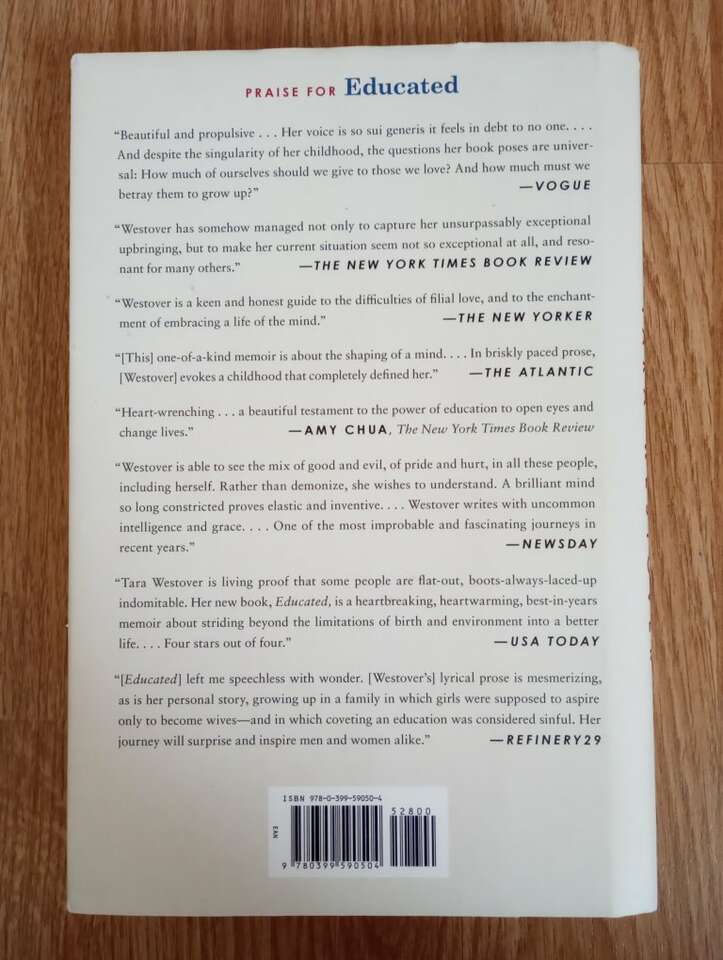 PRAISE FOR Educated
“Beautiful and propulsive . . . Her voice is so sui generis it feels in debt to no one. . . .
And despite the singularity of her childhood, the questions her book poses are univer-
sal: How much of ourselves should we give to those we love? And how much must we
betray them to grow up?” —VOGUE
“Westover has somehow managed not only to capture her unsurpassably exceptional
upbringing, but to make her current situation seem not so exceptional at all, and reso-
nant for many others.” —THE NEW YORK TIMES BOOK REVIEW
“Westover is a keen and honest guide to the difficulties of filial love, and to the enchant-
ment of embracing a life of the mind.” —THE NEW YORKER
“[This] one-of-a-kind memoir is about the shaping of a mind. . . . In briskly paced prose,
[Westover] evokes a childhood that completely defined her.” —THE ATLANTIC
“Heart-wrenching . . . a beautiful testament to the power of education to open eyes and
change lives.” —AMY CHUA, The New York Times Book Review
“Westover is able to see the mix of good and evil, of pride and hurt, in all these people,
including herself. Rather than demonize, she wishes to understand. A brilliant mind
so long constricted proves elastic and inventive. . . . Westover writes with uncommon
intelligence and grace. . . . One of the most improbable and fascinating journeys in
recent years.” —NEWSDAY
“Tara Westover is living proof that some people are flat-out, boots-always-laced-up
indomitable. Her new book, Educated, is a heartbreaking, heartwarming, best-in-years
memoir about striding beyond the limitations of birth and environment into a better
life. . . . Four stars out of four.” —USA TODAY
“[Educated] left me speechless with wonder. [Westover’s] lyrical prose is mesmerizing,
as is her personal story, growing up in a family in which girls were supposed to aspire
only to become wives—and in which coveting an education was considered sinful. Her
journey will surprise and inspire men and women alike.” —REFINERY29
ISBN 978-0-399-59050-4
52800
EAN
9 780399 590504